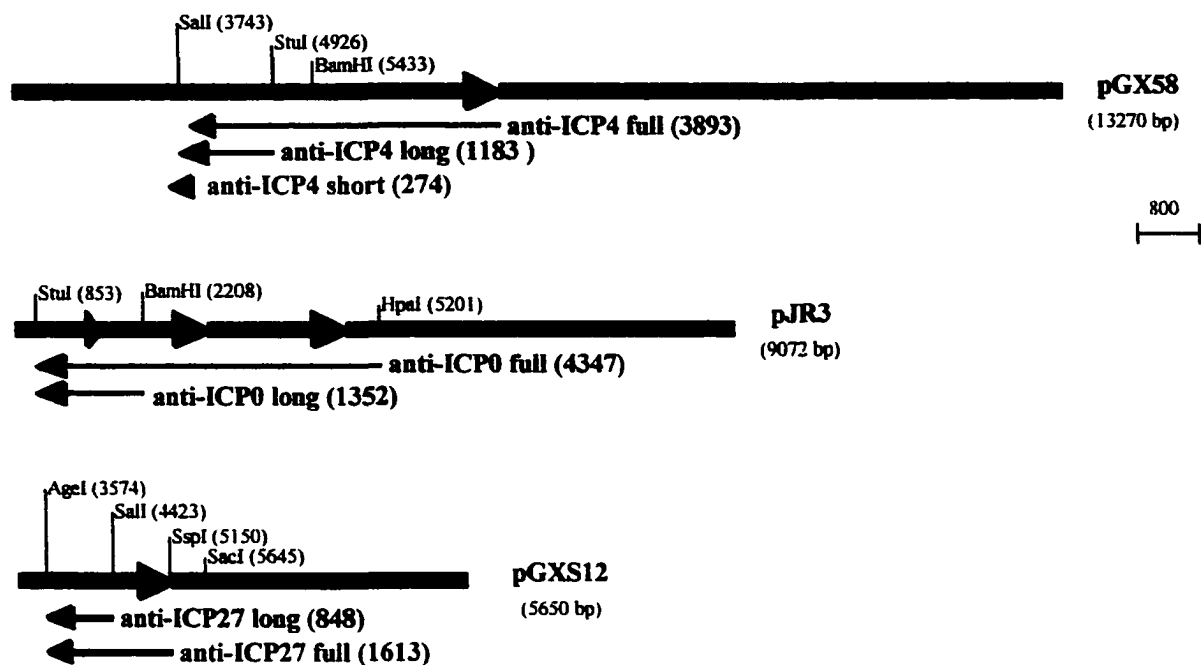 SalI (3743)
StuI (4926)
BamHI (5433)
pGX58
(13270 bp)
anti-ICP4 full (3893)
anti-ICP4 long (1183 )
anti-ICP4 short (274)
800
StuI (853)
BamHI (2208)
HpaI (5201)
pJR3
(9072 bp)
anti-ICP0 full (4347)
anti-ICP0 long (1352)
AgeI (3574)
SalI (4423)
SspI (5150)
SacI (5645)
pGXS12
(5650 bp)
anti-ICP27 long (848)
anti-ICP27 full (1613)